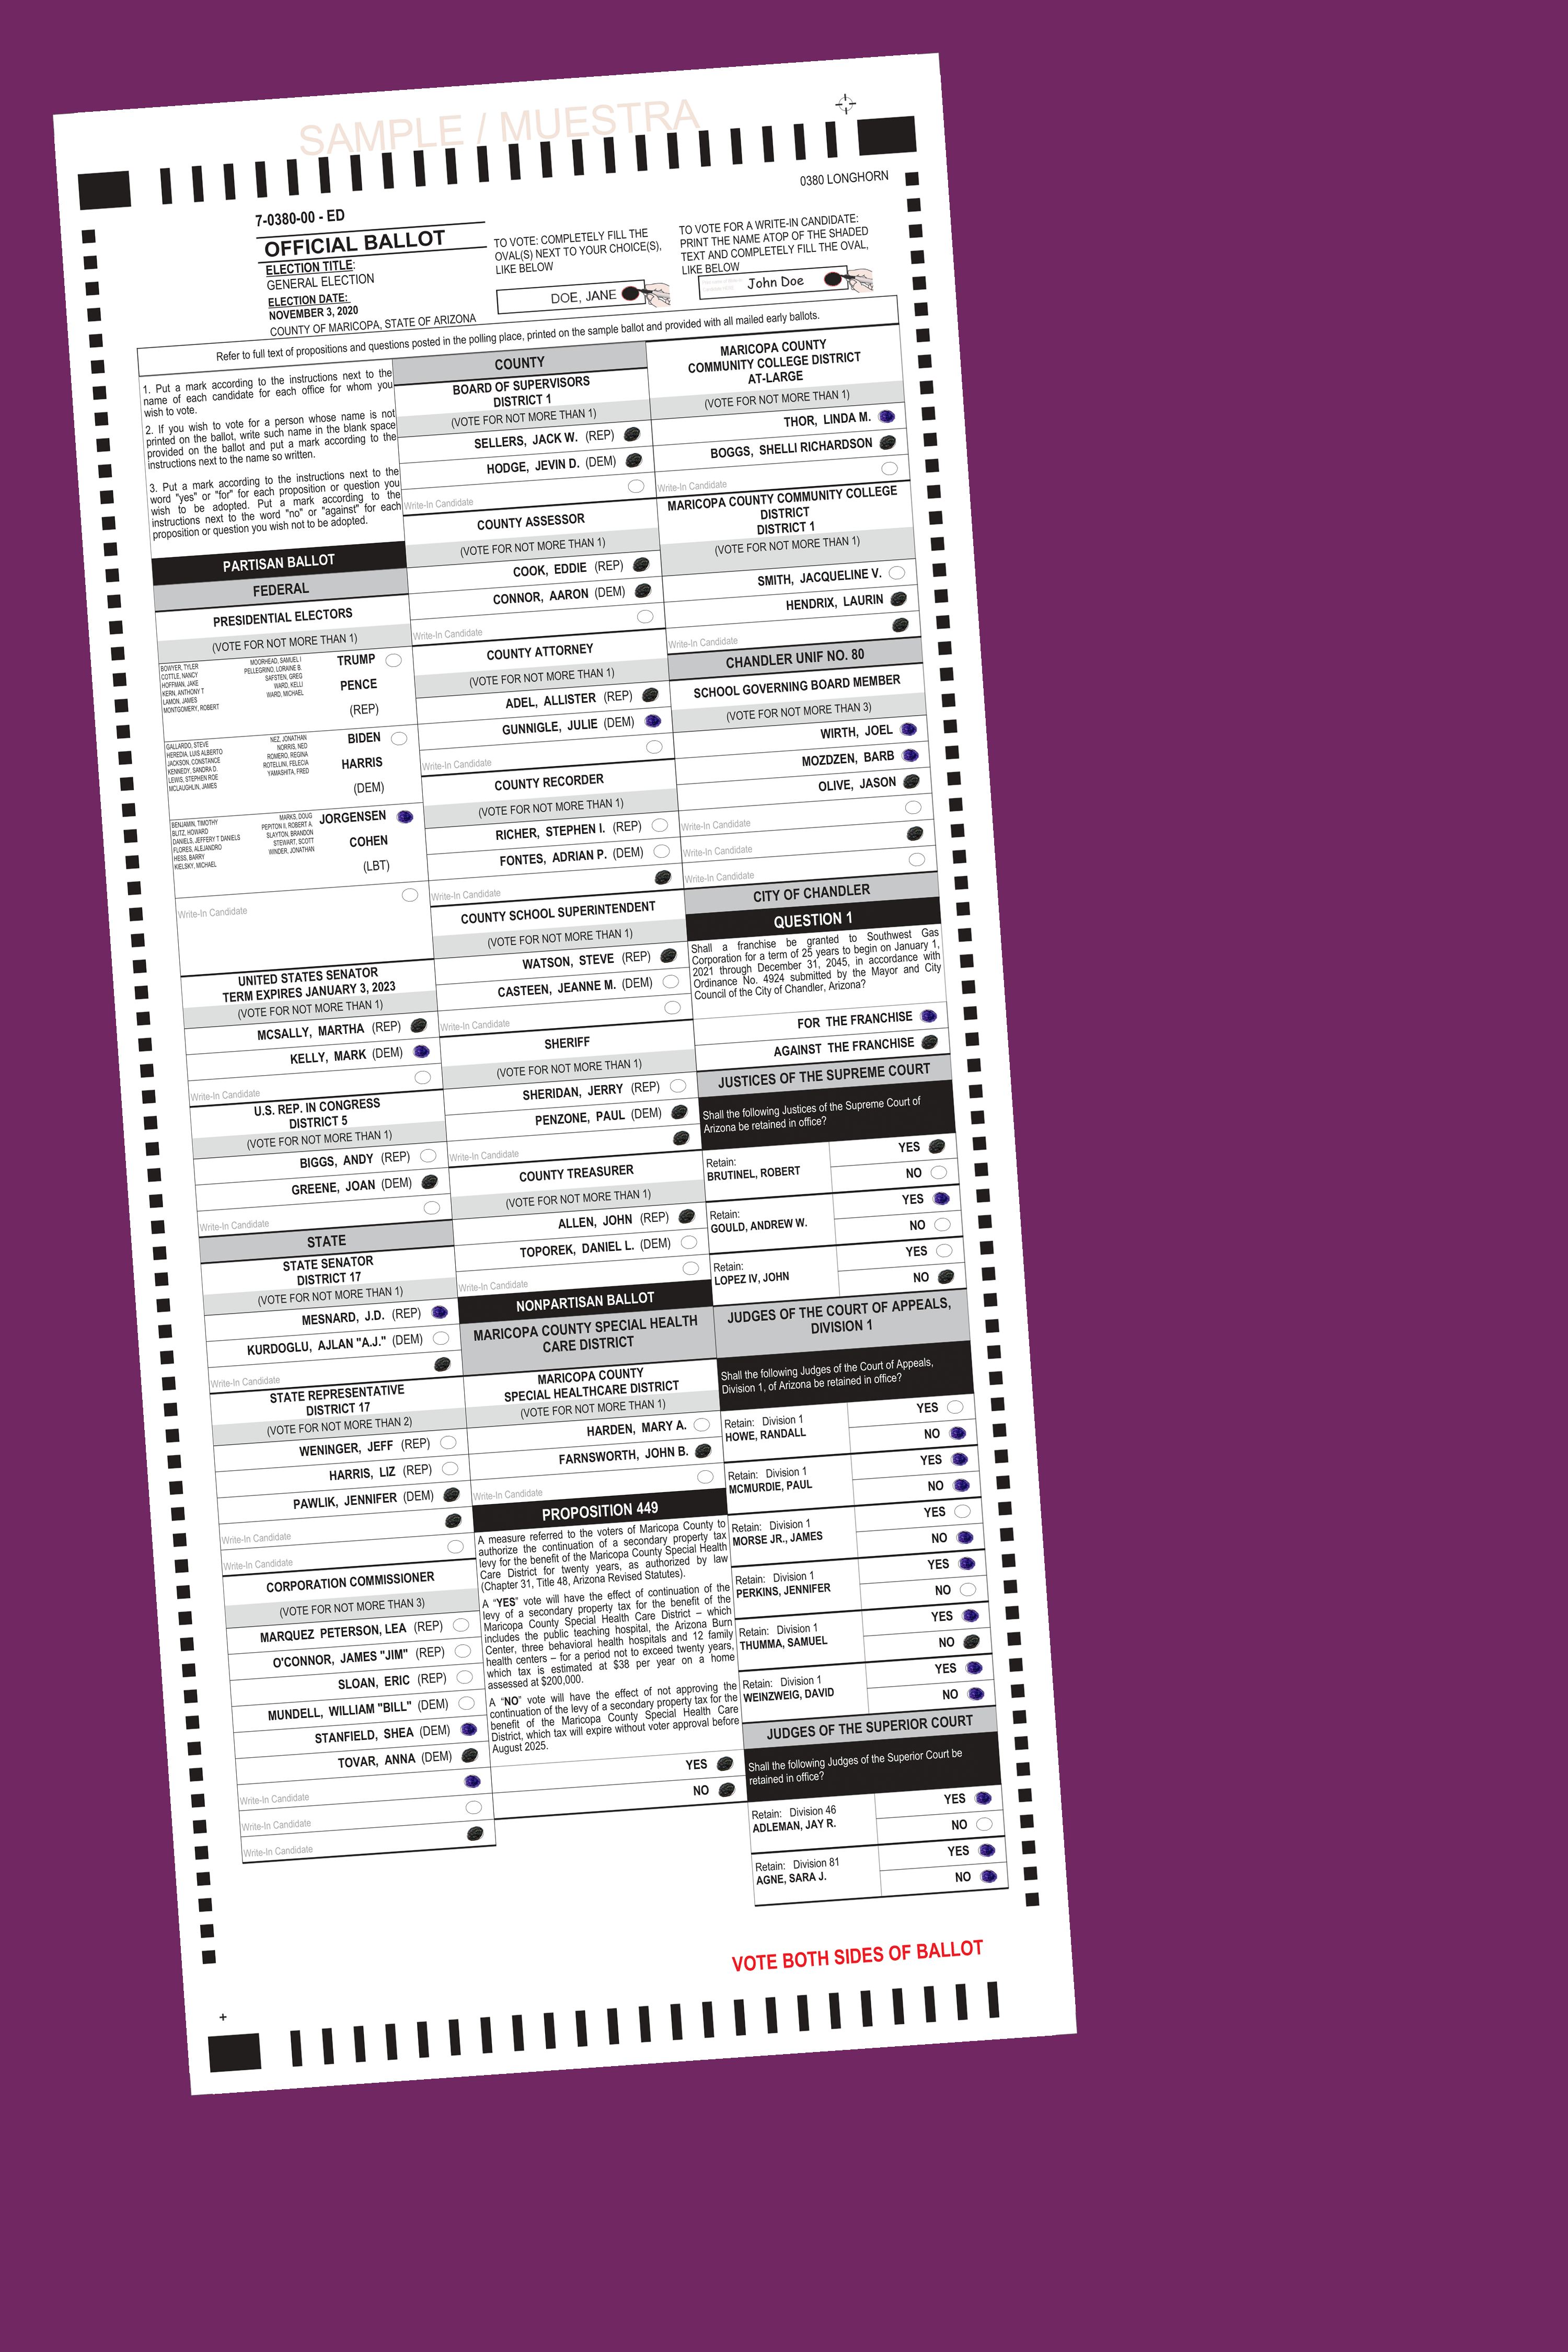 SAMPLE / MUESTRA
0380 LONGHORN
7-0380-00 - ED
OFFICIAL BALLOT
ELECTION TITLE:
GENERAL ELECTION
ELECTION DATE:
NOVEMBER 3, 2020
COUNTY OF MARICOPA, STATE OF ARIZONA
TO VOTE: COMPLETELY FILL THE
OVAL(S) NEXT TO YOUR CHOICE(S),
LIKE BELOW
DOE, JANE
TO VOTE FOR A WRITE-IN CANDIDATE:
PRINT THE NAME ATOP OF THE SHADED
TEXT AND COMPLETELY FILL THE OVAL,
LIKE BELOW
John Doe
Refer to full text of propositions and questions posted in the polling place, printed on the sample ballot and provided with all mailed early ballots.
1. Put a mark according to the instructions next to the
name of each candidate for each office for whom you
wish to vote.
2. If you wish to vote for a person whose name is not
printed on the ballot, write such name in the blank space
provided on the ballot and put a mark according to the
instructions next to the name so written.
3. Put a mark according to the instructions next to the
word "yes" or "for" for each proposition or question you
wish to be adopted. Put a mark according to the
instructions next to the word "no" or "against" for each
proposition or question you wish not to be adopted.
PARTISAN BALLOT
FEDERAL
PRESIDENTIAL ELECTORS
(VOTE FOR NOT MORE THAN 1)
BOWYER, TYLER
COTTLE, NANCY
HOFFMAN, JAKE
KERN, ANTHONY T
LAMON, JAMES
MONTGOMERY, ROBERT
MOORHEAD, SAMUEL I
PELLEGRINO, LORAINE B.
SAFSTEN, GREG
WARD, KELLI
WARD, MICHAEL
TRUMP
PENCE
(REP)
GALLARDO, STEVE
HEREDIA, LUIS ALBERTO
JACKSON, CONSTANCE
KENNEDY, SANDRA D.
LEWIS, STEPHEN ROE
MCLAUGHLIN, JAMES
NEZ, JONATHAN
NORRIS, NED
ROMERO, REGINA
ROTELLINI, FELECIA
YAMASHITA, FRED
BIDEN
HARRIS
(DEM)
BENJAMIN, TIMOTHY
BLITZ, HOWARD
DANIELS, JEFFERY T DANIELS
FLORES, ALEJANDRO
HESS, BARRY
KIELSKY, MICHAEL
MARKS, DOUG
PEPITON II, ROBERT A.
SLAYTON, BRANDON
STEWART, SCOTT
WINDER, JONATHAN
JORGENSEN
COHEN
(LBT)
Write-In Candidate
UNITED STATES SENATOR
TERM EXPIRES JANUARY 3, 2023
(VOTE FOR NOT MORE THAN 1)
MCSALLY, MARTHA (REP)
KELLY, MARK (DEM)
Write-In Candidate
U.S. REP. IN CONGRESS
DISTRICT 5
(VOTE FOR NOT MORE THAN 1)
BIGGS, ANDY (REP)
GREENE, JOAN (DEM)
Write-In Candidate
STATE
STATE SENATOR
DISTRICT 17
(VOTE FOR NOT MORE THAN 1)
MESNARD, J.D. (REP)
KURDOGLU, AJLAN "A.J." (DEM)
Write-In Candidate
STATE REPRESENTATIVE
DISTRICT 17
(VOTE FOR NOT MORE THAN 2)
WENINGER, JEFF (REP)
HARRIS, LIZ (REP)
PAWLIK, JENNIFER (DEM)
Write-In Candidate
Write-In Candidate
CORPORATION COMMISSIONER
(VOTE FOR NOT MORE THAN 3)
MARQUEZ PETERSON, LEA (REP)
O'CONNOR, JAMES "JIM" (REP)
SLOAN, ERIC (REP)
MUNDELL, WILLIAM "BILL" (DEM)
STANFIELD, SHEA (DEM)
TOVAR, ANNA (DEM)
Write-In Candidate
Write-In Candidate
Write-In Candidate
COUNTY
BOARD OF SUPERVISORS
DISTRICT 1
(VOTE FOR NOT MORE THAN 1)
SELLERS, JACK W. (REP)
HODGE, JEVIN D. (DEM)
Write-In Candidate
COUNTY ASSESSOR
(VOTE FOR NOT MORE THAN 1)
COOK, EDDIE (REP)
CONNOR, AARON (DEM)
Write-In Candidate
COUNTY ATTORNEY
(VOTE FOR NOT MORE THAN 1)
ADEL, ALLISTER (REP)
GUNNIGLE, JULIE (DEM)
Write-In Candidate
COUNTY RECORDER
(VOTE FOR NOT MORE THAN 1)
RICHER, STEPHEN I. (REP)
FONTES, ADRIAN P. (DEM)
Write-In Candidate
COUNTY SCHOOL SUPERINTENDENT
(VOTE FOR NOT MORE THAN 1)
WATSON, STEVE (REP)
CASTEEN, JEANNE M. (DEM)
Write-In Candidate
SHERIFF
(VOTE FOR NOT MORE THAN 1)
SHERIDAN, JERRY (REP)
PENZONE, PAUL (DEM)
Write-In Candidate
COUNTY TREASURER
(VOTE FOR NOT MORE THAN 1)
ALLEN, JOHN (REP)
TOPOREK, DANIEL L. (DEM)
Write-In Candidate
NONPARTISAN BALLOT
MARICOPA COUNTY SPECIAL HEALTH
CARE DISTRICT
MARICOPA COUNTY
SPECIAL HEALTHCARE DISTRICT
(VOTE FOR NOT MORE THAN 1)
HARDEN, MARY A.
FARNSWORTH, JOHN B.
Write-In Candidate
PROPOSITION 449
A measure referred to the voters of Maricopa County to
authorize the continuation of a secondary property tax
levy for the benefit of the Maricopa County Special Health
Care District for twenty years, as authorized by law
(Chapter 31, Title 48, Arizona Revised Statutes).
A “YES” vote will have the effect of continuation of the
levy of a secondary property tax for the benefit of the
Maricopa County Special Health Care District – which
includes the public teaching hospital, the Arizona Burn
Center, three behavioral health hospitals and 12 family
health centers – for a period not to exceed twenty years,
which tax is estimated at $38 per year on a home
assessed at $200,000.
A “NO” vote will have the effect of not approving the
continuation of the levy of a secondary property tax for the
benefit of the Maricopa County Special Health Care
District, which tax will expire without voter approval before
August 2025.
YES
NO
MARICOPA COUNTY
COMMUNITY COLLEGE DISTRICT
AT-LARGE
(VOTE FOR NOT MORE THAN 1)
THOR, LINDA M.
BOGGS, SHELLI RICHARDSON
Write-In Candidate
MARICOPA COUNTY COMMUNITY COLLEGE
DISTRICT
DISTRICT 1
(VOTE FOR NOT MORE THAN 1)
SMITH, JACQUELINE V.
HENDRIX, LAURIN
Write-In Candidate
CHANDLER UNIF NO. 80
SCHOOL GOVERNING BOARD MEMBER
(VOTE FOR NOT MORE THAN 3)
WIRTH, JOEL
MOZDZEN, BARB
OLIVE, JASON
Write-In Candidate
Write-In Candidate
Write-In Candidate
CITY OF CHANDLER
QUESTION 1
Shall a franchise be granted to Southwest Gas
Corporation for a term of 25 years to begin on January 1,
2021 through December 31, 2045, in accordance with
Ordinance No. 4924 submitted by the Mayor and City
Council of the City of Chandler, Arizona?
FOR THE FRANCHISE
AGAINST THE FRANCHISE
JUSTICES OF THE SUPREME COURT
Shall the following Justices of the Supreme Court of
Arizona be retained in office?
Retain:
BRUTINEL, ROBERT
YES
NO
Retain:
GOULD, ANDREW W.
YES
NO
Retain:
LOPEZ IV, JOHN
YES
NO
JUDGES OF THE COURT OF APPEALS,
DIVISION 1
Shall the following Judges of the Court of Appeals,
Division 1, of Arizona be retained in office?
Retain: Division 1
HOWE, RANDALL
YES
NO
Retain: Division 1
MCMURDIE, PAUL
YES
NO
Retain: Division 1
MORSE JR., JAMES
YES
NO
Retain: Division 1
PERKINS, JENNIFER
YES
NO
Retain: Division 1
THUMMA, SAMUEL
YES
NO
Retain: Division 1
WEINZWEIG, DAVID
YES
NO
JUDGES OF THE SUPERIOR COURT
Shall the following Judges of the Superior Court be
retained in office?
Retain: Division 46
ADLEMAN, JAY R.
YES
NO
Retain: Division 81
AGNE, SARA J.
YES
NO
VOTE BOTH SIDES OF BALLOT